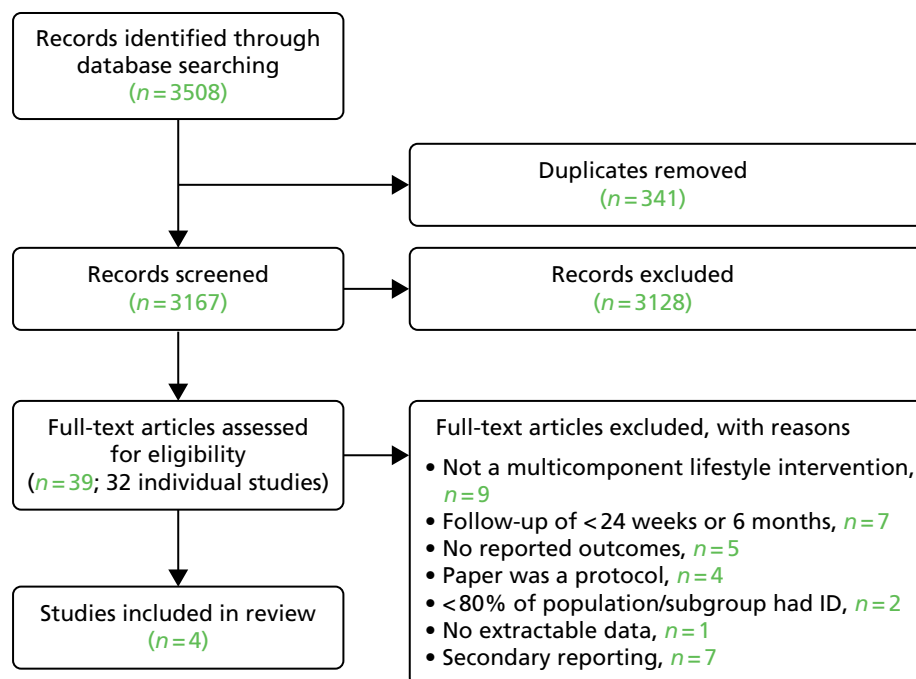 Records identified through
database searching
(n=3508)
Duplicates removed
(n=341)
Records screened
(n=3167)
Records excluded
(n=3128)
Full-text articles assessed
for eligibility
(n=39; 32 individual studies)
Full-text articles excluded, with reasons
• Not a multicomponent lifestyle intervention,
n=9
• Follow-up of <24 weeks or 6 months, n=7
• No reported outcomes, n=5
• Paper was a protocol, n=4
• <80% of population/subgroup had ID, n=2
• No extractable data, n=1
• Secondary reporting, n=7
Studies included in review
(n=4)